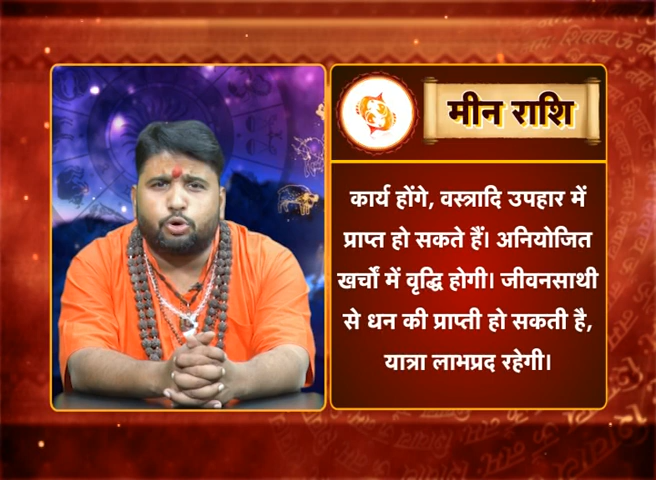 मीन राशि
कार्य होंगे, वस्त्रादि उपहार में
प्राप्त हो सकते हैं। अनियोजित
खर्चों में वृद्धि होगी। जीवनसाथी
से धन की प्राप्ती हो सकती है,
यात्रा लाभप्रद रहेगी।